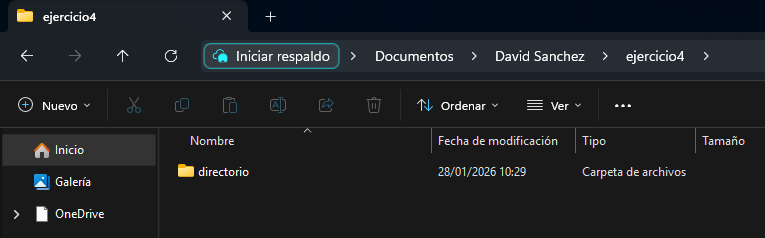 ejercicio4
Iniciar respaldo > Documentos > David Sanchez > ejercicio4 >
Nuevo Ordenar Ver ...
Nombre Fecha de modificación Tipo Tamaño
Inicio
directorio 28/01/2026 10:29 Carpeta de archivos
Galería
OneDrive